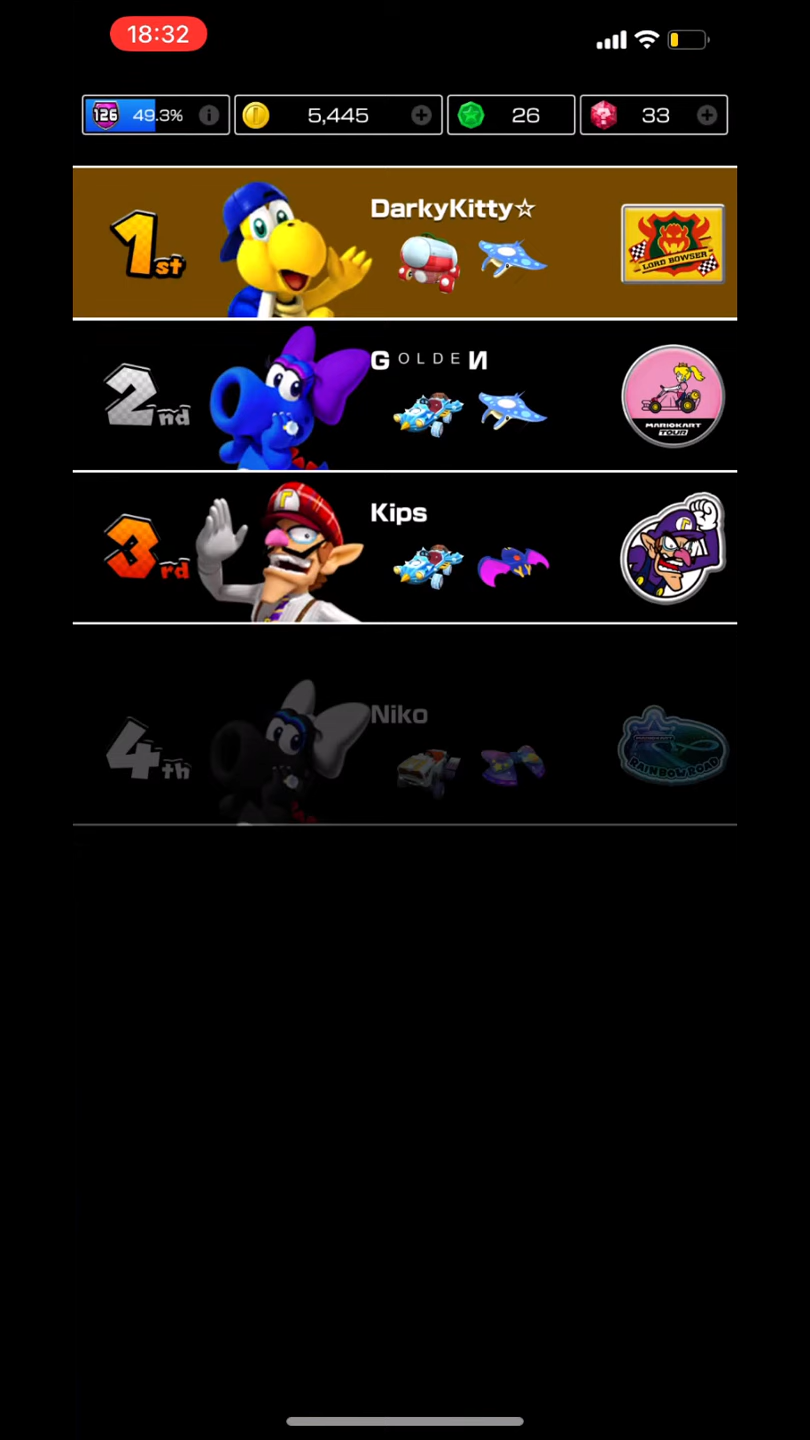 18:32
126 49.3% i 5,445 + 26 33 +
1st DarkyKitty☆
LORD BOWSER
2nd G O L D E И
MARIOKART
TOUR
3rd Kips
4th Niko
RAINBOW ROAD